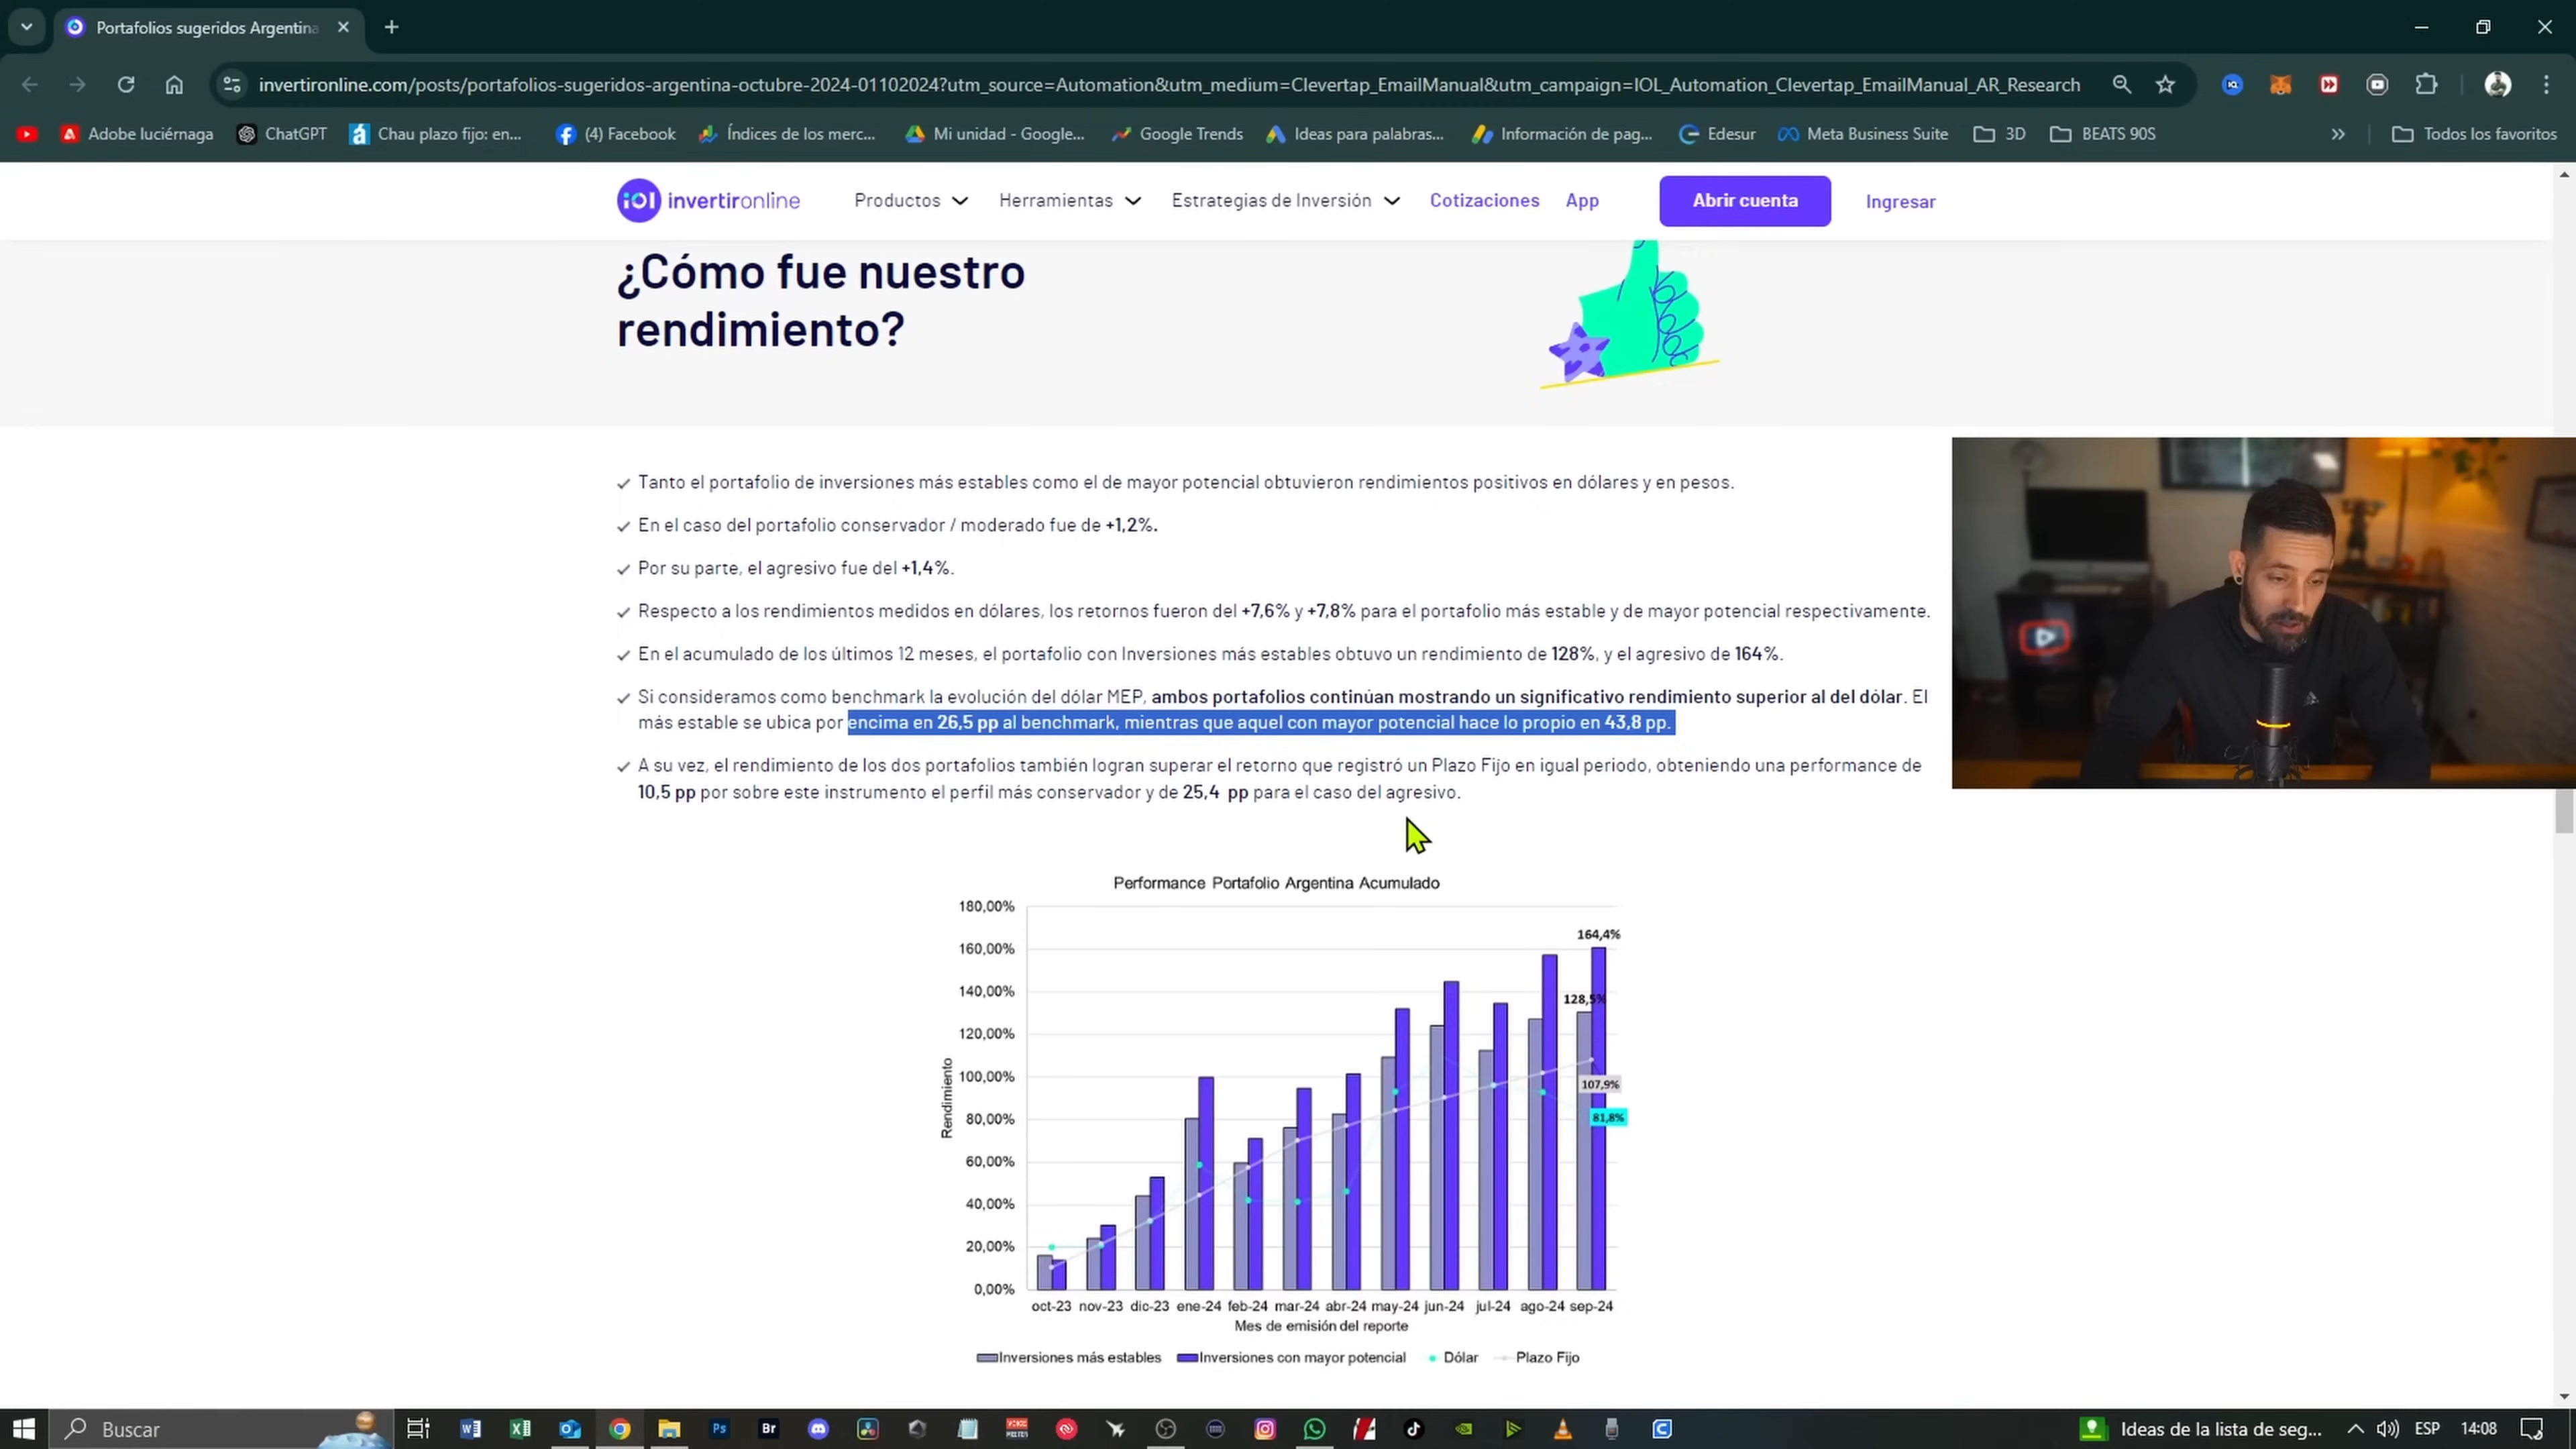 Portafolios sugeridos Argentina
invertironline.com/posts/portafolios-sugeridos-argentina-octubre-2024-01102024?utm_source=Automation&utm_medium=Clevertap_EmailManual&utm_campaign=IOL_Automation_Clevertap_EmailManual_AR_Research
Adobe luciérnaga
ChatGPT
Chau plazo fijo: en...
(4) Facebook
Índices de los merc...
Mi unidad - Google...
Google Trends
Ideas para palabras...
Información de pag...
Edesur
Meta Business Suite
3D
BEATS 90S
Todos los favoritos
iOl invertironline
Productos
Herramientas
Estrategias de Inversión
Cotizaciones
App
Abrir cuenta
Ingresar
¿Cómo fue nuestro
rendimiento?
Tanto el portafolio de inversiones más estables como el de mayor potencial obtuvieron rendimientos positivos en dólares y en pesos.
En el caso del portafolio conservador / moderado fue de +1,2%.
Por su parte, el agresivo fue del +1,4%.
Respecto a los rendimientos medidos en dólares, los retornos fueron del +7,6% y +7,8% para el portafolio más estable y de mayor potencial respectivamente.
En el acumulado de los últimos 12 meses, el portafolio con Inversiones más estables obtuvo un rendimiento de 128%, y el agresivo de 164%.
Si consideramos como benchmark la evolución del dólar MEP, ambos portafolios continúan mostrando un significativo rendimiento superior al del dólar. El
más estable se ubica por encima en 26,5 pp al benchmark, mientras que aquel con mayor potencial hace lo propio en 43,8 pp.
A su vez, el rendimiento de los dos portafolios también logran superar el retorno que registró un Plazo Fijo en igual periodo, obteniendo una performance de
10,5 pp por sobre este instrumento el perfil más conservador y de 25,4 pp para el caso del agresivo.
Performance Portafolio Argentina Acumulado
180,00%
160,00%
140,00%
120,00%
100,00%
80,00%
60,00%
40,00%
20,00%
0,00%
Rendimiento
164,4%
128,5%
107,9%
81,8%
oct-23 nov-23 dic-23 ene-24 feb-24 mar-24 abr-24 may-24 jun-24 jul-24 ago-24 sep-24
Mes de emisión del reporte
Inversiones más estables
Inversiones con mayor potencial
Dólar
Plazo Fijo
Buscar
Ps
Br
Ideas de la lista de seg...
ESP
14:08